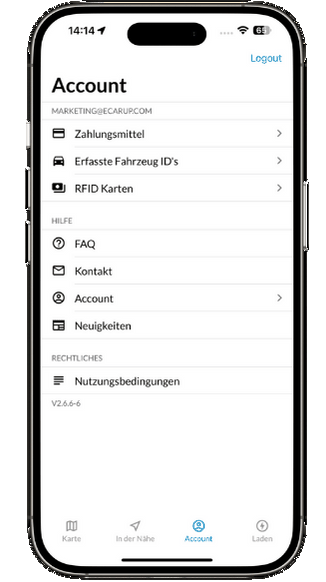 14:14
65
Logout
Account
MARKETING@ECARUP.COM
Zahlungsmittel
Erfasste Fahrzeug ID's
RFID Karten
HILFE
FAQ
Kontakt
Account
Neuigkeiten
RECHTLICHES
Nutzungsbedingungen
V2.6.6-6
Karte
In der Nähe
Account
Laden